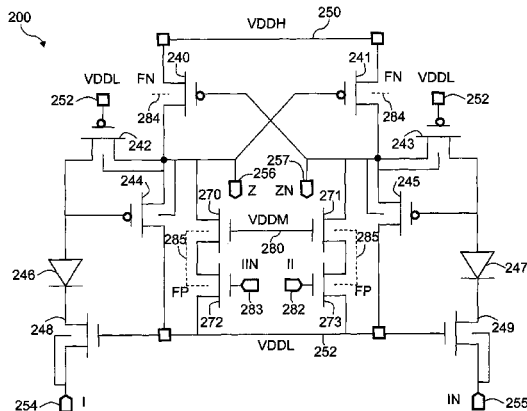 200
VDDH
250
240
241
VDDL
FN
FN
VDDL
252
284
284
252
242
243
257
244
256
Z
ZN
245
270
VDDM
271
246
285
280
285
247
IIN
II
248
FP
FP
249
272
283
282
273
VDDL
252
254
I
IN
255